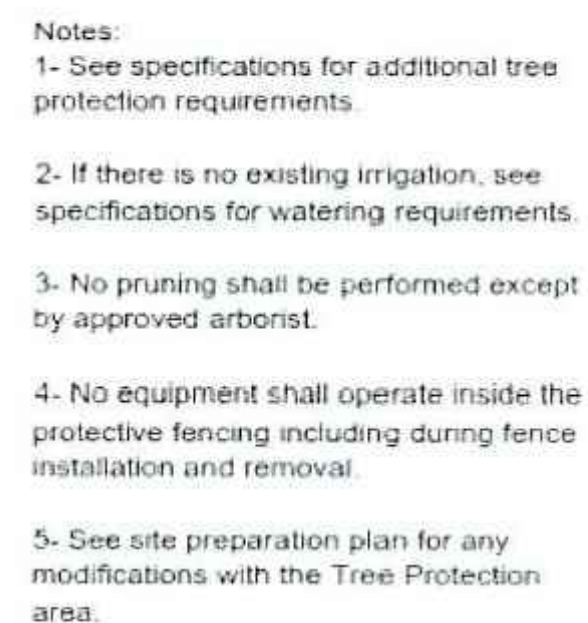 Notes:
1- See specifications for additional tree
protection requirements.
2- If there is no existing irrigation, see
specifications for watering requirements.
3- No pruning shall be performed except
by approved arborist.
4- No equipment shall operate inside the
protective fencing including during fence
installation and removal.
5- See site preparation plan for any
modifications with the Tree Protection
area.